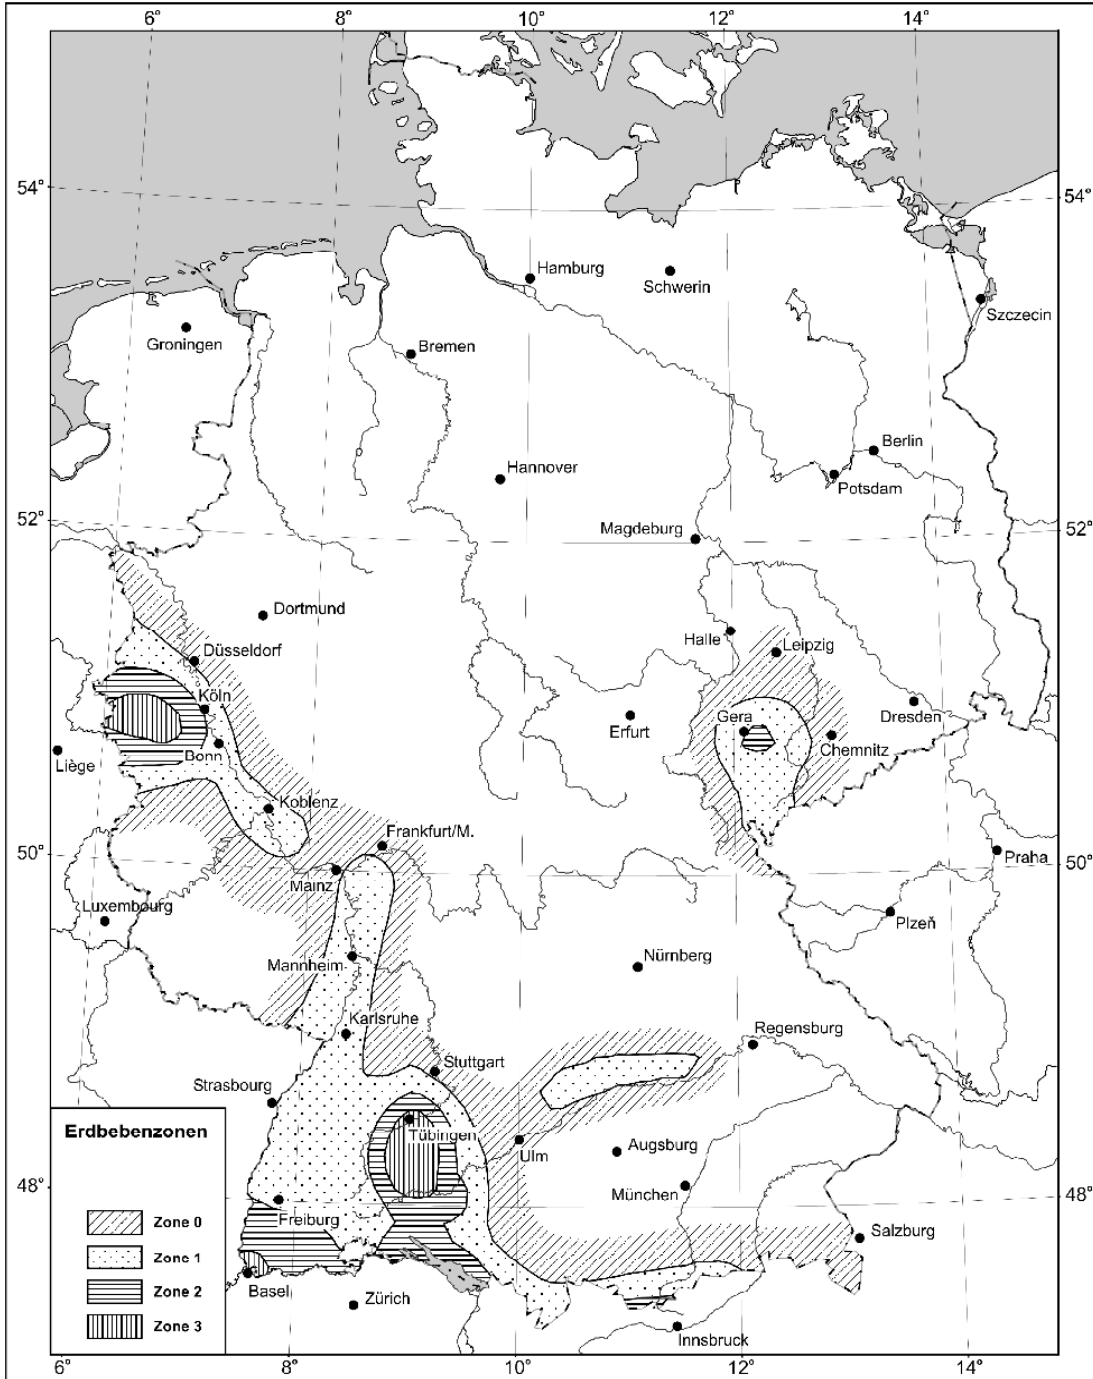 6° 8° 10° 12° 14°
54° 54°
Hamburg
Schwerin
Szczecin
Groningen
Bremen
Berlin
Hannover
Potsdam
Magdeburg
52° 52°
Dortmund
Halle
Leipzig
Düsseldorf
Köln
Gera
Dresden
Erfurt
Chemnitz
Liège
Bonn
Koblenz
Frankfurt/M.
50° 50°
Praha
Mainz
Luxembourg
Plzeň
Nürnberg
Mannheim
Karlsruhe
Regensburg
Stuttgart
Strasbourg
Tübingen
Augsburg
Ulm
48° München 48°
Freiburg
Salzburg
Basel
Zürich
Innsbruck
Erdbebenzonen
Zone 0
Zone 1
Zone 2
Zone 3
6° 8° 10° 12° 14°